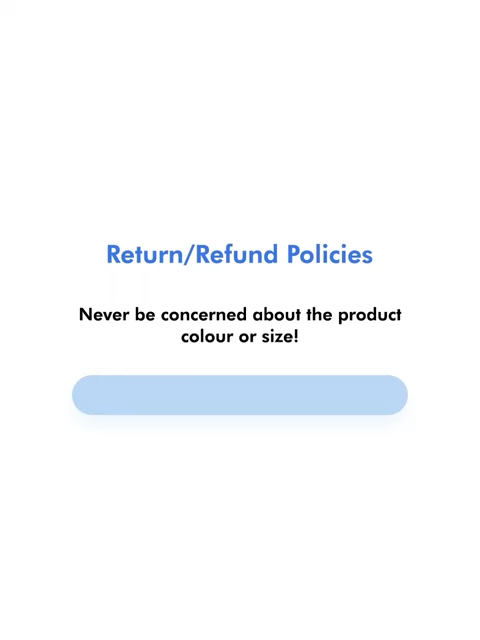 Return/Refund Policies
Never be concerned about the product
colour or size!